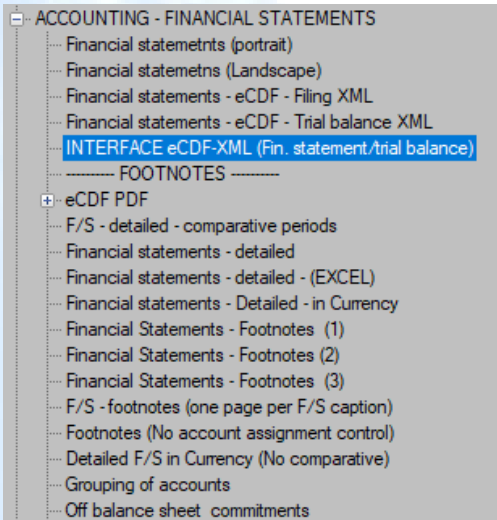 ACCOUNTING - FINANCIAL STATEMENTS
Financial statemetnts (portrait)
Financial statemetns (Landscape)
Financial statements - eCDF - Filing XML
Financial statements - eCDF - Trial balance XML
INTERFACE eCDF-XML (Fin. statement/trial balance)
---------- FOOTNOTES ----------
eCDF PDF
F/S - detailed - comparative periods
Financial statements - detailed
Financial statements - detailed - (EXCEL)
Financial statements - Detailed - in Currency
Financial Statements - Footnotes (1)
Financial Statements - Footnotes (2)
Financial Statements - Footnotes (3)
F/S - footnotes (one page per F/S caption)
Footnotes (No account assignment control)
Detailed F/S in Currency (No comparative)
Grouping of accounts
Off balance sheet commitments